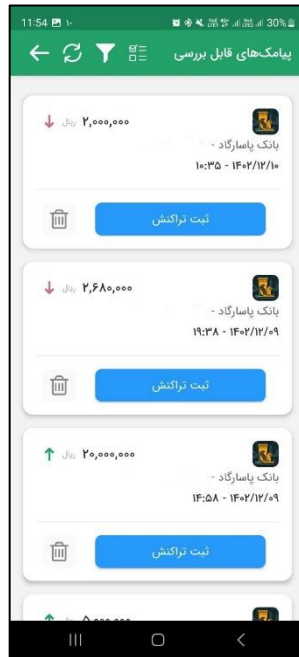 11:54 ۱۰ 30%
پیامک‌های قابل بررسی
۲,۰۰۰,۰۰۰ ریال
بانک پاسارگاد -
۱۴۰۲/۱۲/۱۰ - ۱۰:۳۵
ثبت تراکنش
۲,۶۸۰,۰۰۰ ریال
بانک پاسارگاد -
۱۴۰۲/۱۲/۰۹ - ۱۹:۳۸
ثبت تراکنش
۲۰,۰۰۰,۰۰۰ ریال
بانک پاسارگاد -
۱۴۰۲/۱۲/۰۹ - ۱۴:۵۸
ثبت تراکنش